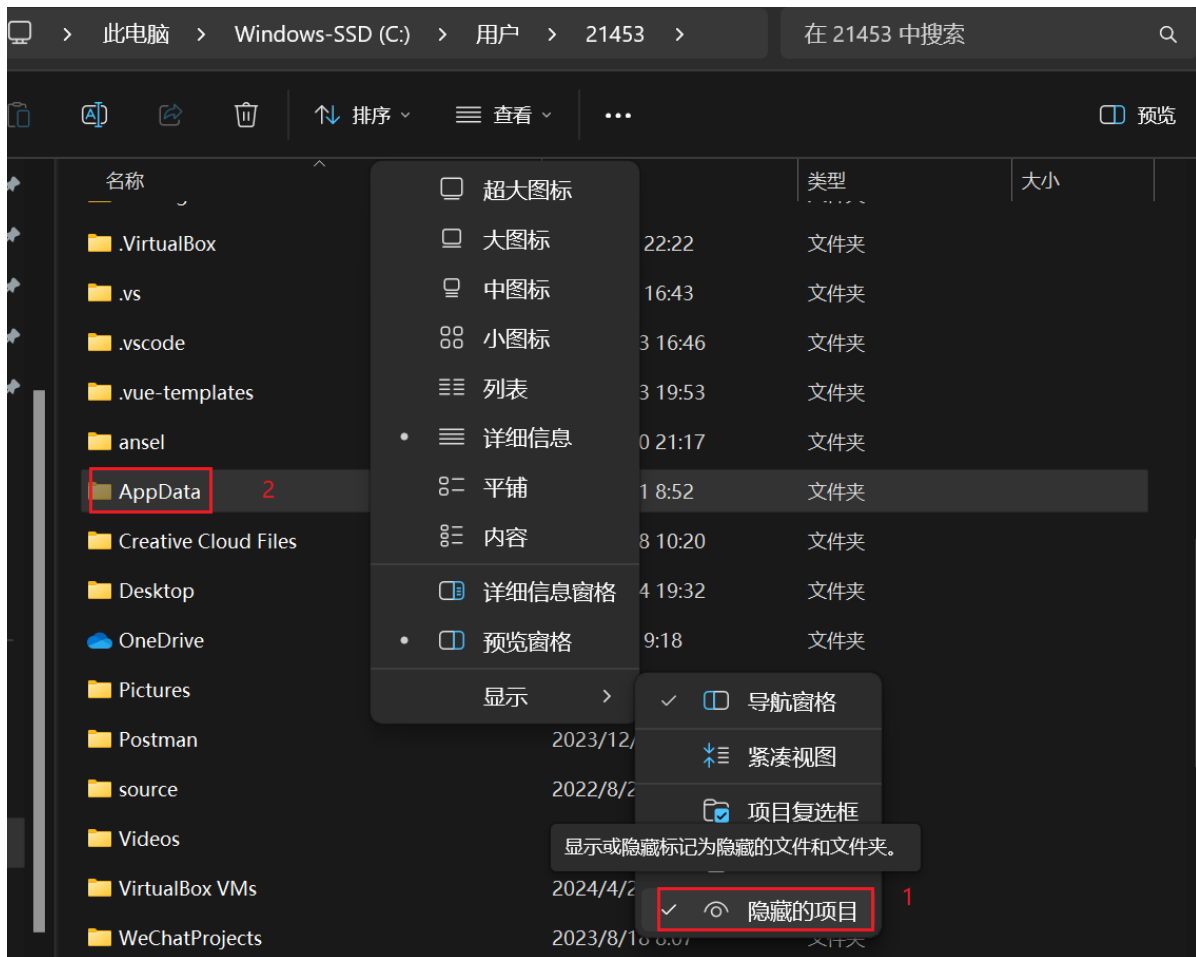 此电脑 > Windows-SSD (C:) > 用户 > 21453 > 在 21453 中搜索
排序 查看 ... 预览
名称 类型 大小
超大图标
.VirtualBox 大图标 22:22 文件夹
.vs 中图标 16:43 文件夹
.vscode 小图标 3 16:46 文件夹
.vue-templates 列表 3 19:53 文件夹
ansel 详细信息 0 21:17 文件夹
AppData 2 平铺 1 8:52 文件夹
Creative Cloud Files 内容 8 10:20 文件夹
Desktop 详细信息窗格 4 19:32 文件夹
OneDrive 预览窗格 9:18 文件夹
Pictures 显示 > 导航窗格
Postman 2023/12/ 紧凑视图
source 2022/8/2 项目复选框
Videos 显示或隐藏标记为隐藏的文件和文件夹。
VirtualBox VMs 2024/4/2 隐藏的项目 1
WeChatProjects 2023/8/18 8:07 文件夹